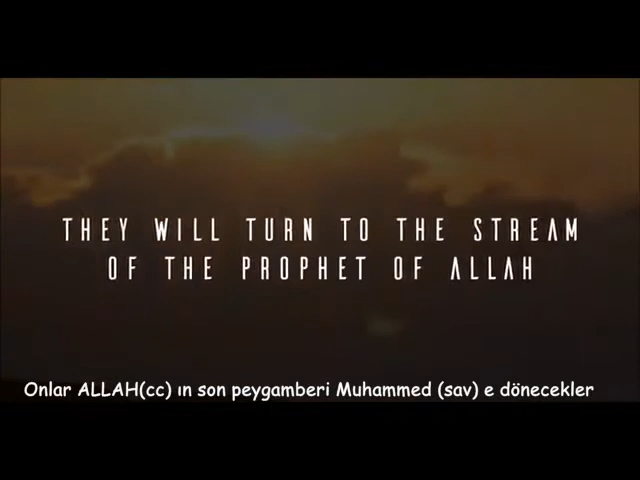 THEY WILL TURN TO THE STREAM
OF THE PROPHET OF ALLAH
Onlar ALLAH(cc) ın son peygamberi Muhammed (sav) e dönecekler